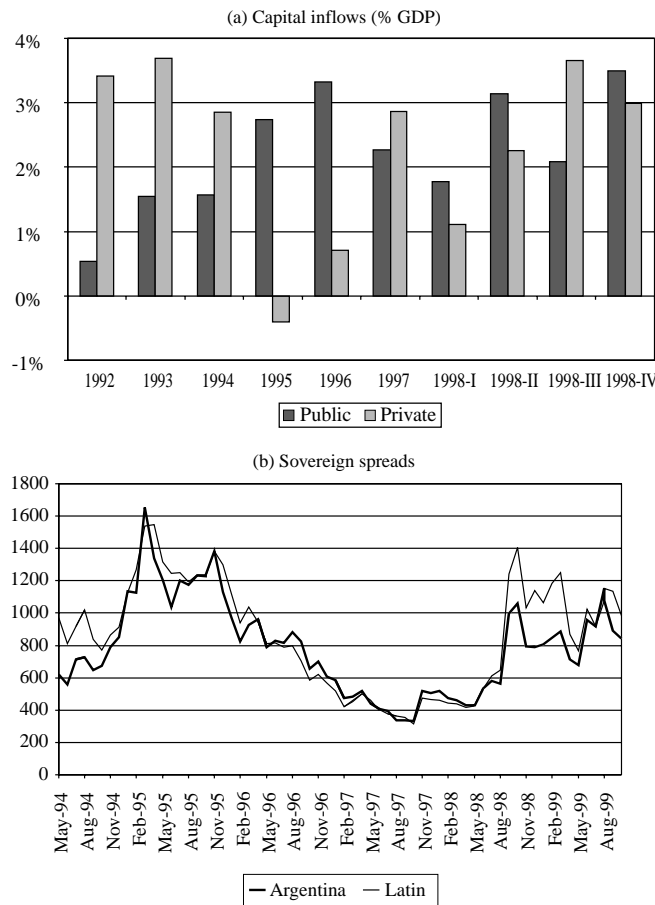 (a) Capital inflows (% GDP)
4%
3%
2%
1%
0%
-1%
1992 1993 1994 1995 1996 1997 1998-I 1998-II 1998-III 1998-IV
Public Private
(b) Sovereign spreads
1800
1600
1400
1200
1000
800
600
400
200
0
May-94 Aug-94 Nov-94 Feb-95 May-95 Aug-95 Nov-95 Feb-96 May-96 Aug-96 Nov-96 Feb-97 May-97 Aug-97 Nov-97 Feb-98 May-98 Aug-98 Nov-98 Feb-99 May-99 Aug-99
Argentina Latin